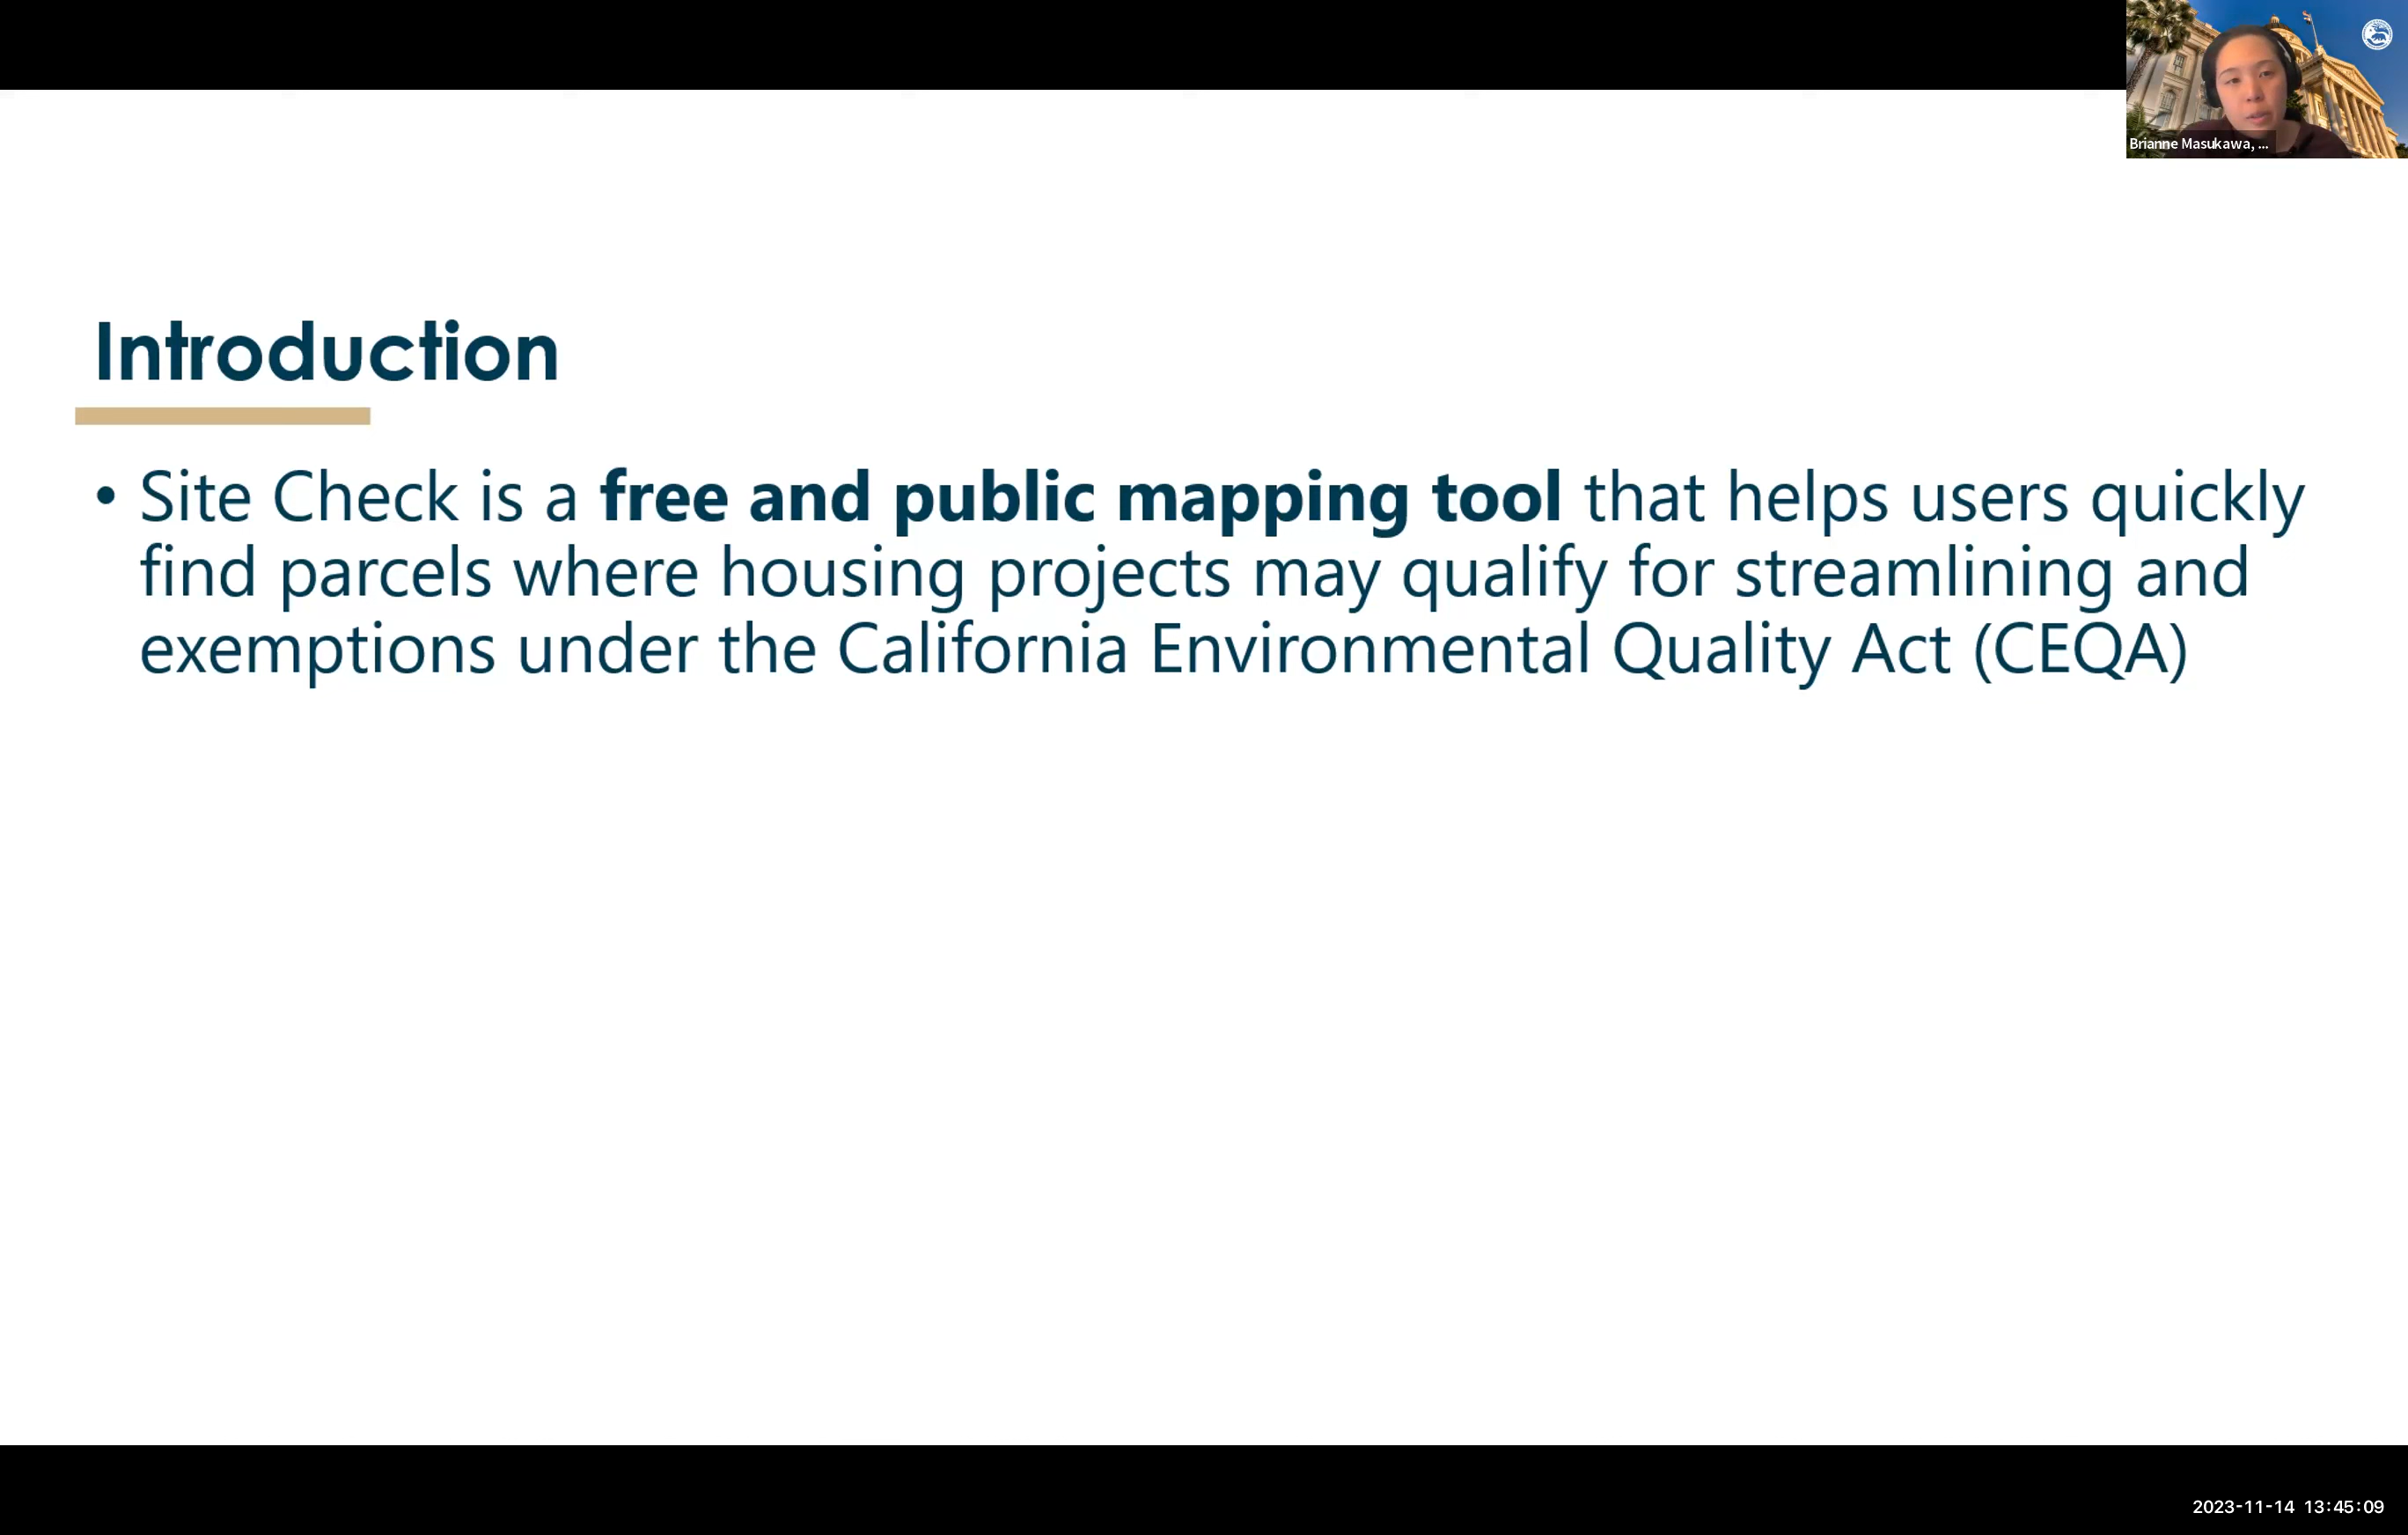 Brianne Masukawa, ...
Introduction
• Site Check is a free and public mapping tool that helps users quickly
find parcels where housing projects may qualify for streamlining and
exemptions under the California Environmental Quality Act (CEQA)
2023-11-14 13:45:09